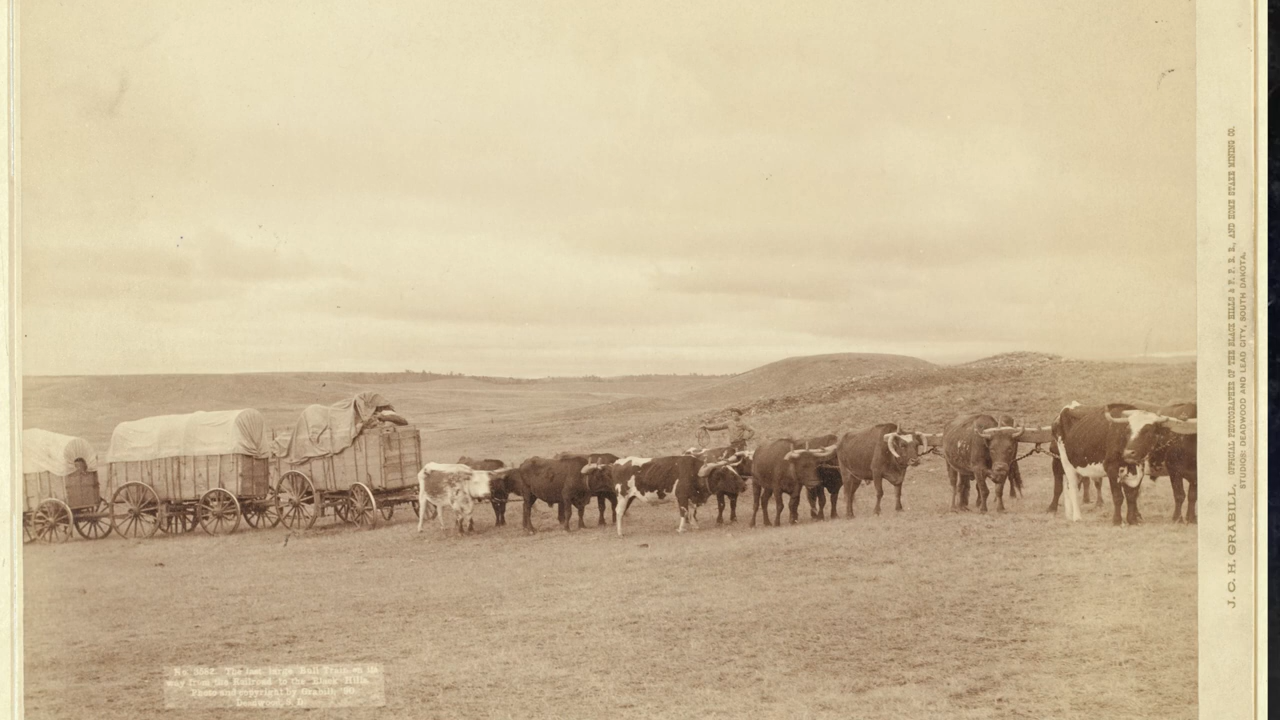 The last large Bull Train on its
way from the Railroad to the Black Hills.
Photo and copyright by Grabill, 90
Deadwood, S. D.
J. C. H. GRABILL, OFFICIAL PHOTOGRAPHER OF THE BLACK HILLS & F. P. R. R., AND HOME STAKE MINING CO.
STUDIOS: DEADWOOD AND LEAD CITY, SOUTH DAKOTA.